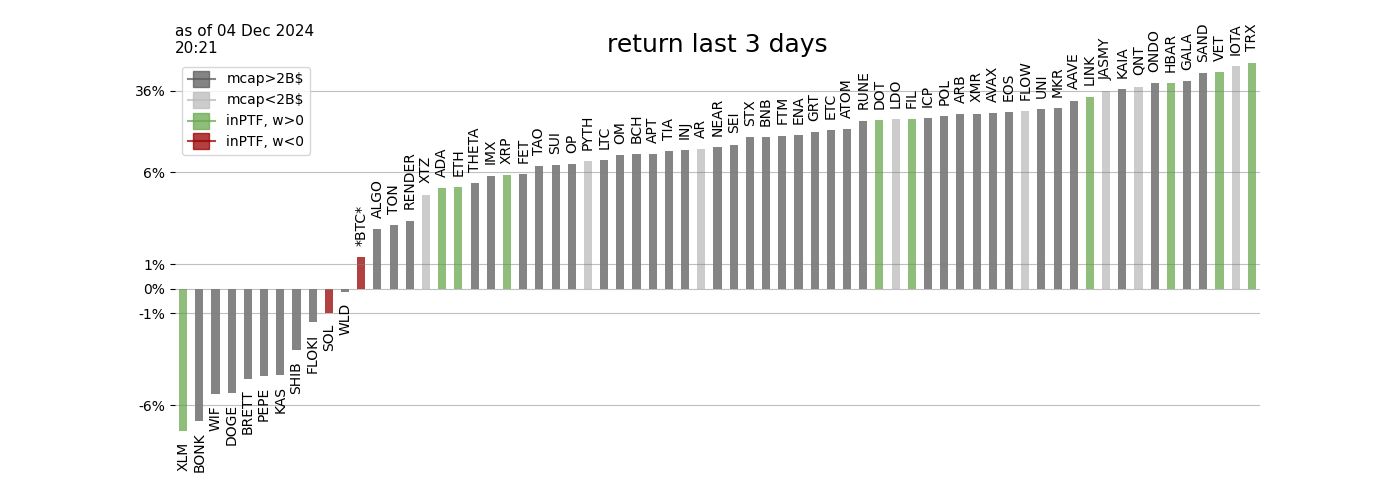 as of 04 Dec 2024
20:21
return last 3 days
mcap>2B$
mcap<2B$
inPTF, w>0
inPTF, w<0
36%
6%
1%
0%
-1%
-6%
XLM
BONK
WIF
DOGE
BRETT
PEPE
KAS
SHIB
FLOKI
SOL
WLD
*BTC*
ALGO
TON
RENDER
XTZ
ADA
ETH
THETA
IMX
XRP
FET
TAO
SUI
OP
PYTH
LTC
OM
BCH
APT
TIA
INJ
AR
NEAR
SEI
STX
BNB
FTM
ENA
GRT
ETC
ATOM
RUNE
DOT
LDO
FIL
ICP
POL
ARB
XMR
AVAX
EOS
FLOW
UNI
MKR
AAVE
LINK
JASMY
KAIA
QNT
ONDO
HBAR
GALA
SAND
VET
IOTA
TRX